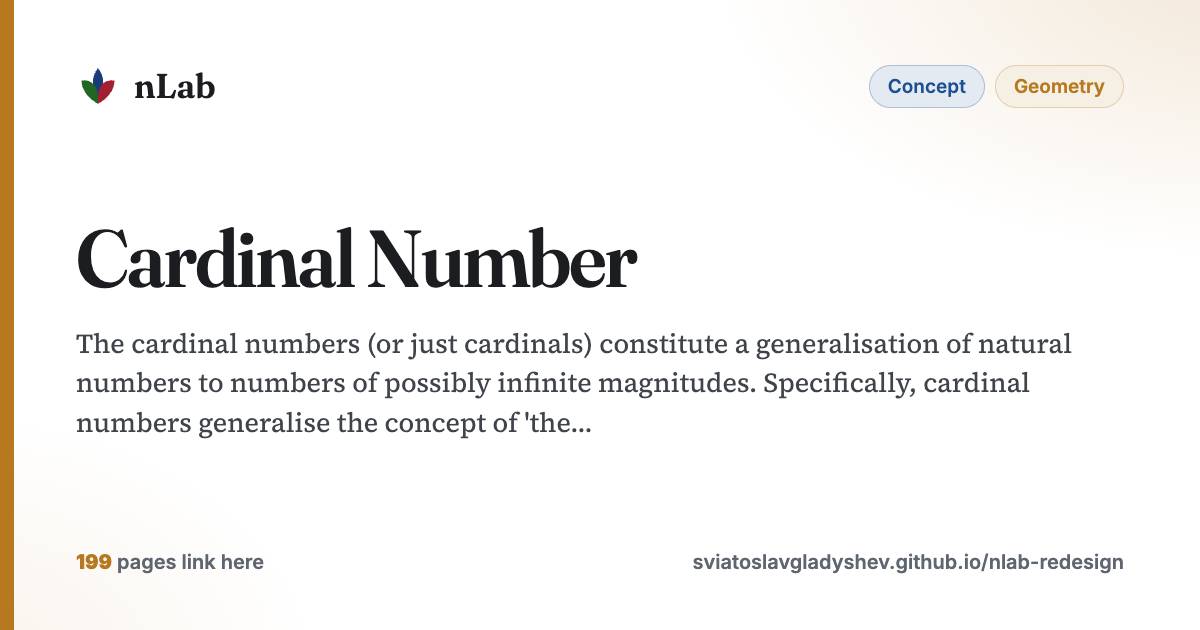 nLab
Concept
Geometry
Cardinal Number
The cardinal numbers (or just cardinals) constitute a generalisation of natural
numbers to numbers of possibly infinite magnitudes. Specifically, cardinal
numbers generalise the concept of 'the...
199 pages link here
sviatoslavgladyshev.github.io/nlab-redesign